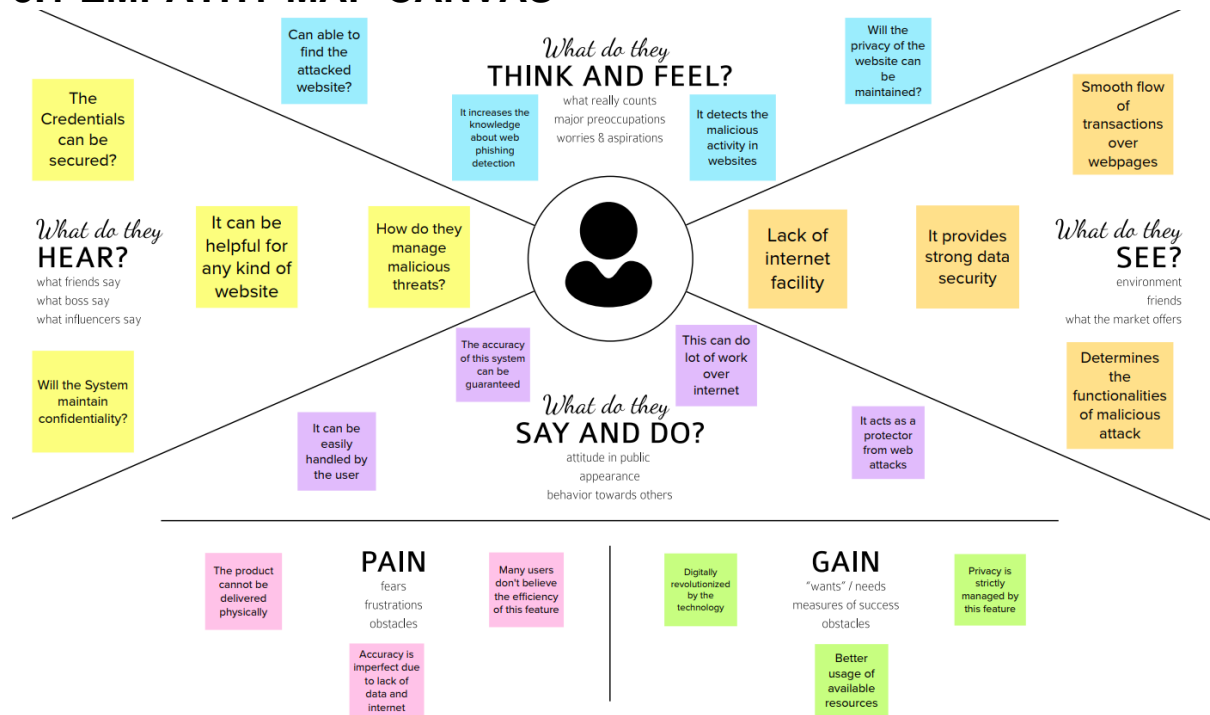 3.1 EMPATHY MAP CANVAS
Can able to
find the
attacked
website?
What do they
THINK AND FEEL?
what really counts
major preoccupations
worries & aspirations
Will the
privacy of the
website can
be
maintained?
It increases the
knowledge
about web
phishing
detection
It detects the
malicious
activity in
websites
The
Credentials
can be
secured?
Smooth flow
of
transactions
over
webpages
What do they
HEAR?
what friends say
what boss say
what influencers say
It can be
helpful for
any kind of
website
How do they
manage
malicious
threats?
Lack of
internet
facility
It provides
strong data
security
What do they
SEE?
environment
friends
what the market offers
Will the System
maintain
confidentiality?
The accuracy
of this system
can be
guaranteed
This can do
lot of work
over
internet
Determines
the
functionalities
of malicious
attack
What do they
SAY AND DO?
attitude in public
appearance
behavior towards others
It can be
easily
handled by
the user
It acts as a
protector
from web
attacks
PAIN
fears
frustrations
obstacles
The product
cannot be
delivered
physically
Many users
don't believe
the efficiency
of this feature
Accuracy is
imperfect due
to lack of
data and
internet
GAIN
"wants" / needs
measures of success
obstacles
Digitally
revolutionized
by the
technology
Privacy is
strictly
managed by
this feature
Better
usage of
available
resources